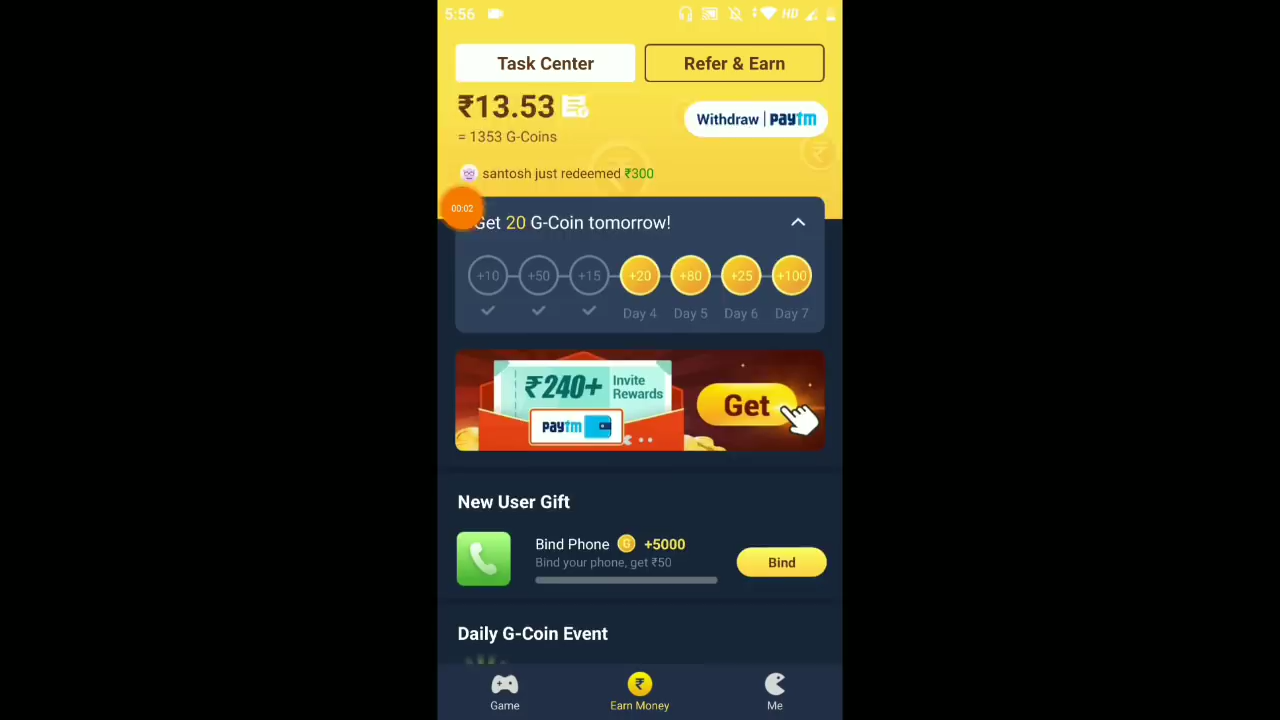 5:56 HD
Task Center Refer & Earn
₹13.53
Withdraw | paytm
= 1353 G-Coins
santosh just redeemed ₹300
00:02
Get 20 G-Coin tomorrow!
+10 +50 +15 +20 +80 +25 +100
Day 4 Day 5 Day 6 Day 7
₹240+ Invite
Rewards
Get
paytm
New User Gift
Bind Phone G +5000
Bind your phone, get ₹50
Bind
Daily G-Coin Event
Game Earn Money Me